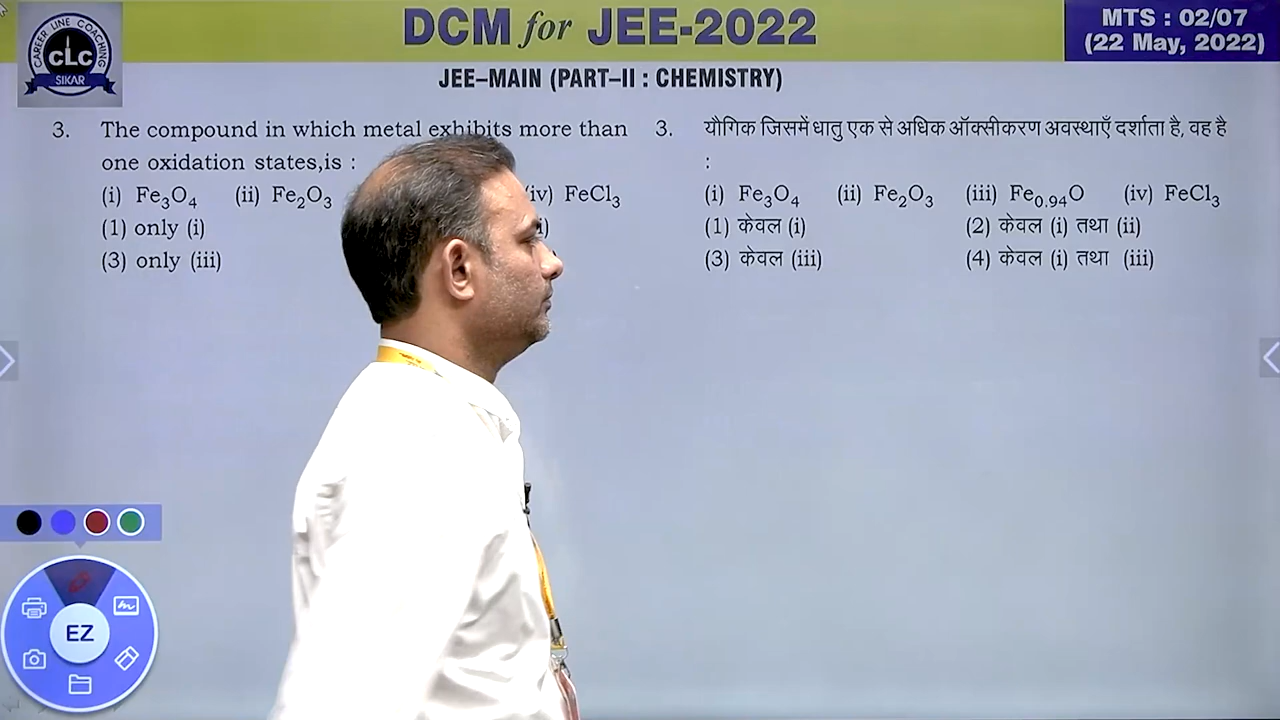 CAREER LINE COACHING
CLC
SIKAR
DCM for JEE-2022
MTS : 02/07
(22 May, 2022)
JEE–MAIN (PART–II : CHEMISTRY)
3. The compound in which metal exhibits more than
one oxidation states,is :
(i) Fe₃O₄ (ii) Fe₂O₃ (iv) FeCl₃
(1) only (i)
(3) only (iii)
3. यौगिक जिसमें धातु एक से अधिक ऑक्सीकरण अवस्थाएँ दर्शाता है, वह है
:
(i) Fe₃O₄ (ii) Fe₂O₃ (iii) Fe₀.₉₄O (iv) FeCl₃
(1) केवल (i) (2) केवल (i) तथा (ii)
(3) केवल (iii) (4) केवल (i) तथा (iii)
EZ